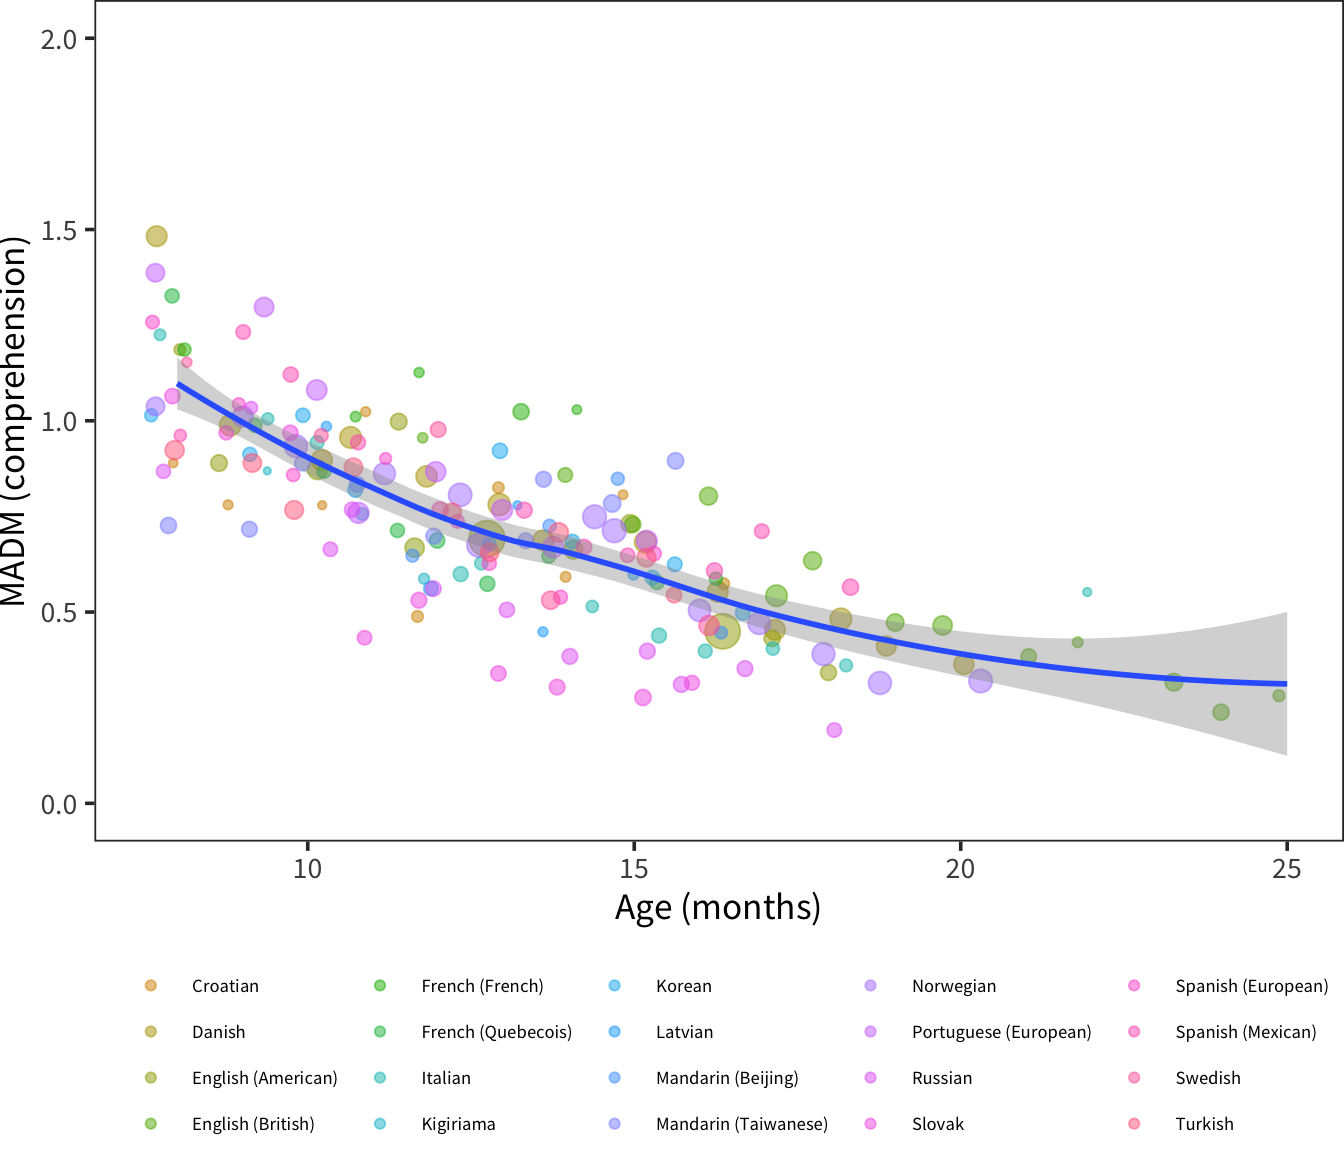 2.0
1.5
1.0
0.5
0.0
MADM (comprehension)
10 15 20 25
Age (months)
Croatian French (French) Korean Norwegian Spanish (European)
Danish French (Quebecois) Latvian Portuguese (European) Spanish (Mexican)
English (American) Italian Mandarin (Beijing) Russian Swedish
English (British) Kigiriama Mandarin (Taiwanese) Slovak Turkish